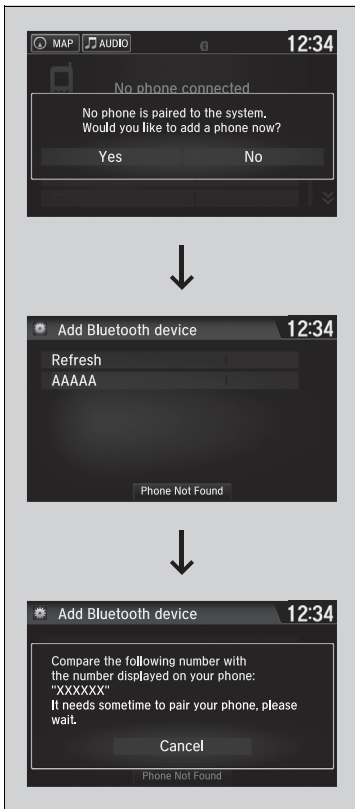 MAP AUDIO 12:34
No phone connected
No phone is paired to the system.
Would you like to add a phone now?
Yes No
Add Bluetooth device 12:34
Refresh
AAAAA
Phone Not Found
Add Bluetooth device 12:34
Compare the following number with
the number displayed on your phone:
"XXXXXX"
It needs sometime to pair your phone, please
wait.
Cancel
Phone Not Found